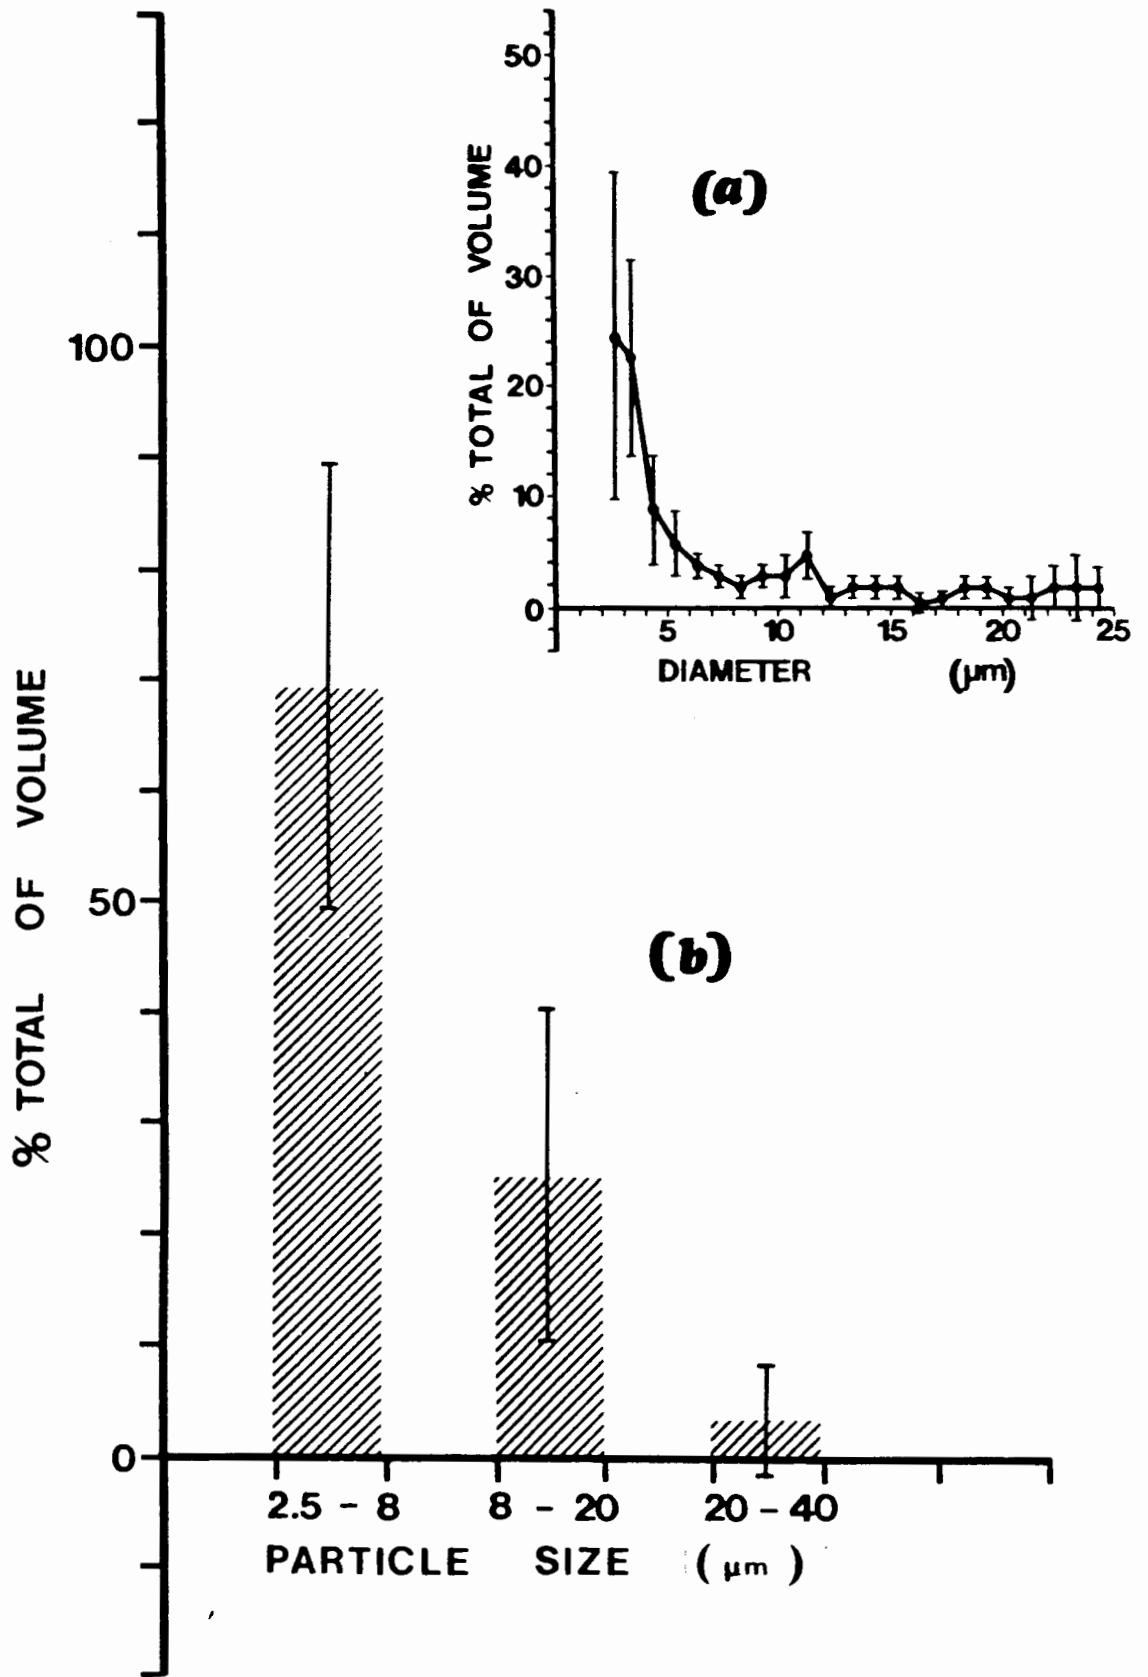 50
40
30
20
10
0
% TOTAL OF VOLUME
(a)
5 10 15 20 25
DIAMETER (µm)
100
50
0
% TOTAL OF VOLUME
(b)
2.5 - 8 8 - 20 20 - 40
PARTICLE SIZE (µm)